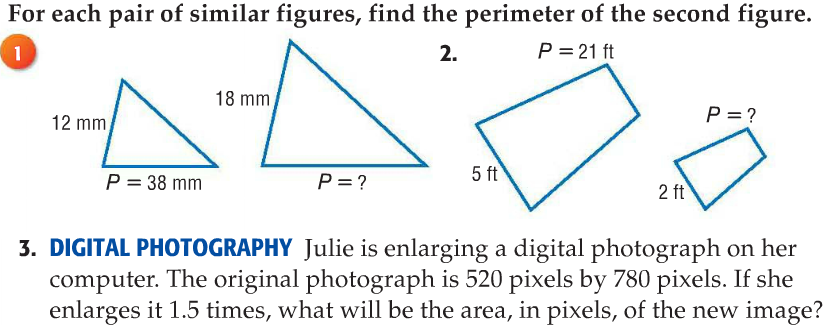 For each pair of similar figures, find the perimeter of the second figure.
1
12 mm
P = 38 mm
18 mm
P = ?
2.
P = 21 ft
5 ft
P = ?
2 ft
3. DIGITAL PHOTOGRAPHY Julie is enlarging a digital photograph on her
computer. The original photograph is 520 pixels by 780 pixels. If she
enlarges it 1.5 times, what will be the area, in pixels, of the new image?